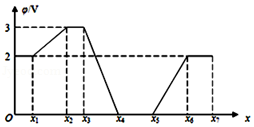 φ/V
3
2
O x₁ x₂ x₃ x₄ x₅ x₆ x₇ x